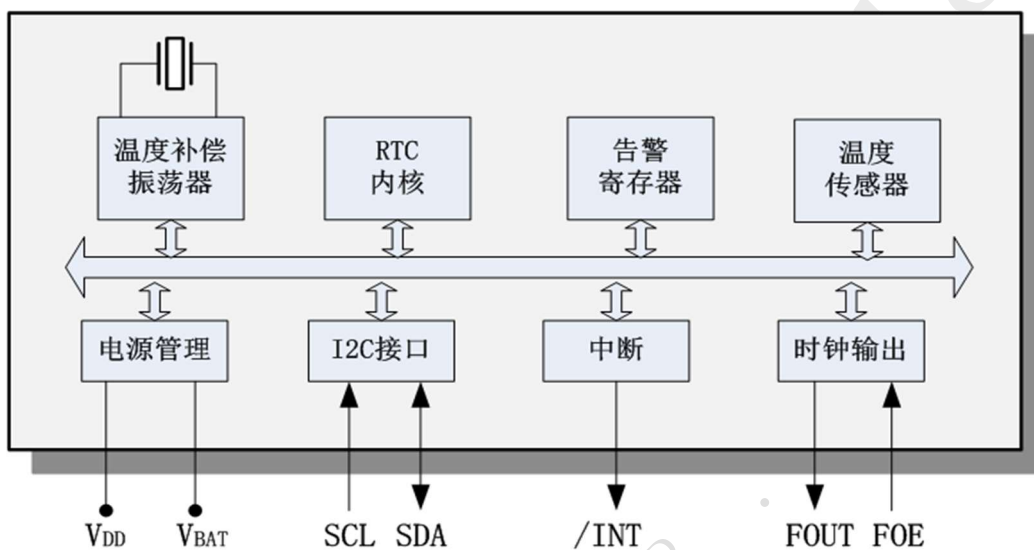 温度补偿
振荡器
RTC
内核
告警
寄存器
温度
传感器
电源管理
I2C接口
中断
时钟输出
VDD
VBAT
SCL
SDA
/INT
FOUT
FOE